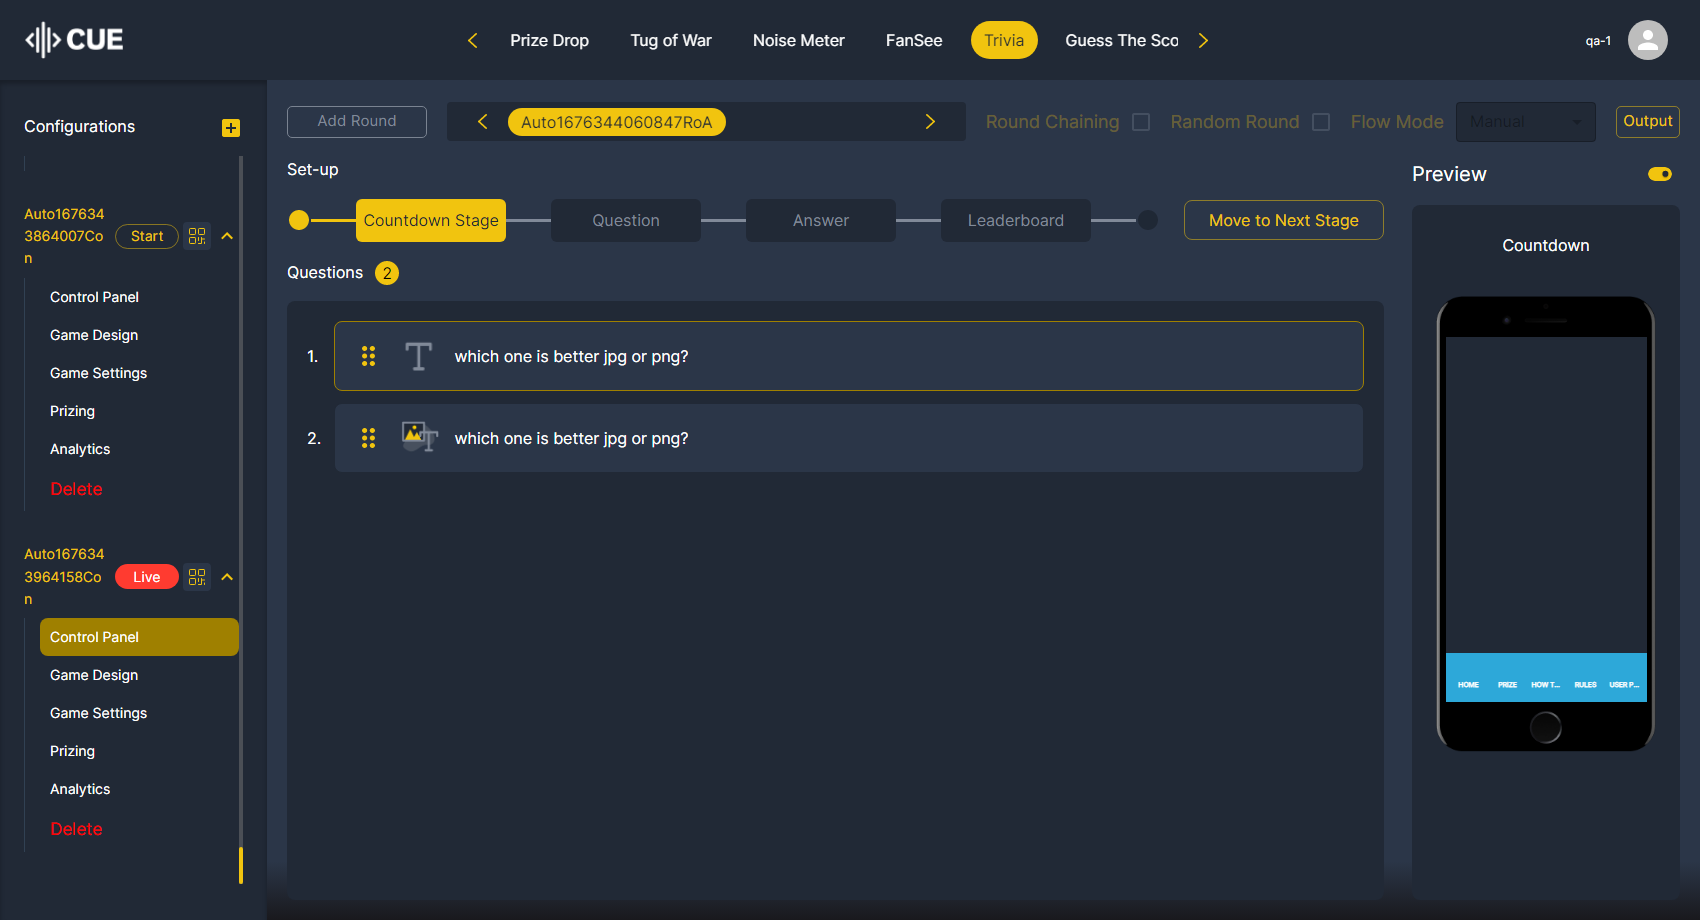 CUE
Prize Drop
Tug of War
Noise Meter
FanSee
Trivia
Guess The Sco
qa-1
Configurations
Auto167634
3864007Co
n
Start
Control Panel
Game Design
Game Settings
Prizing
Analytics
Delete
Auto167634
3964158Co
n
Live
Control Panel
Game Design
Game Settings
Prizing
Analytics
Delete
Add Round
Auto1676344060847RoA
Round Chaining
Random Round
Flow Mode
Manual
Output
Set-up
Countdown Stage
Question
Answer
Leaderboard
Move to Next Stage
Questions 2
1. which one is better jpg or png?
2. which one is better jpg or png?
Preview
Countdown
HOME
PRIZE
HOW T...
RULES
USER P...